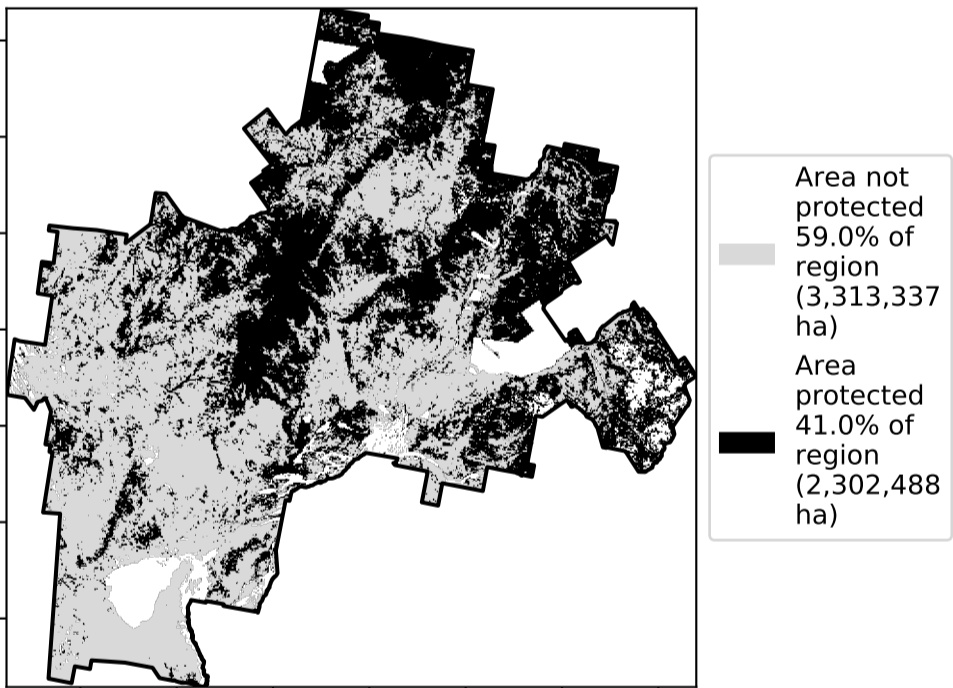 Area not
protected
59.0% of
region
(3,313,337
ha)
Area
protected
41.0% of
region
(2,302,488
ha)